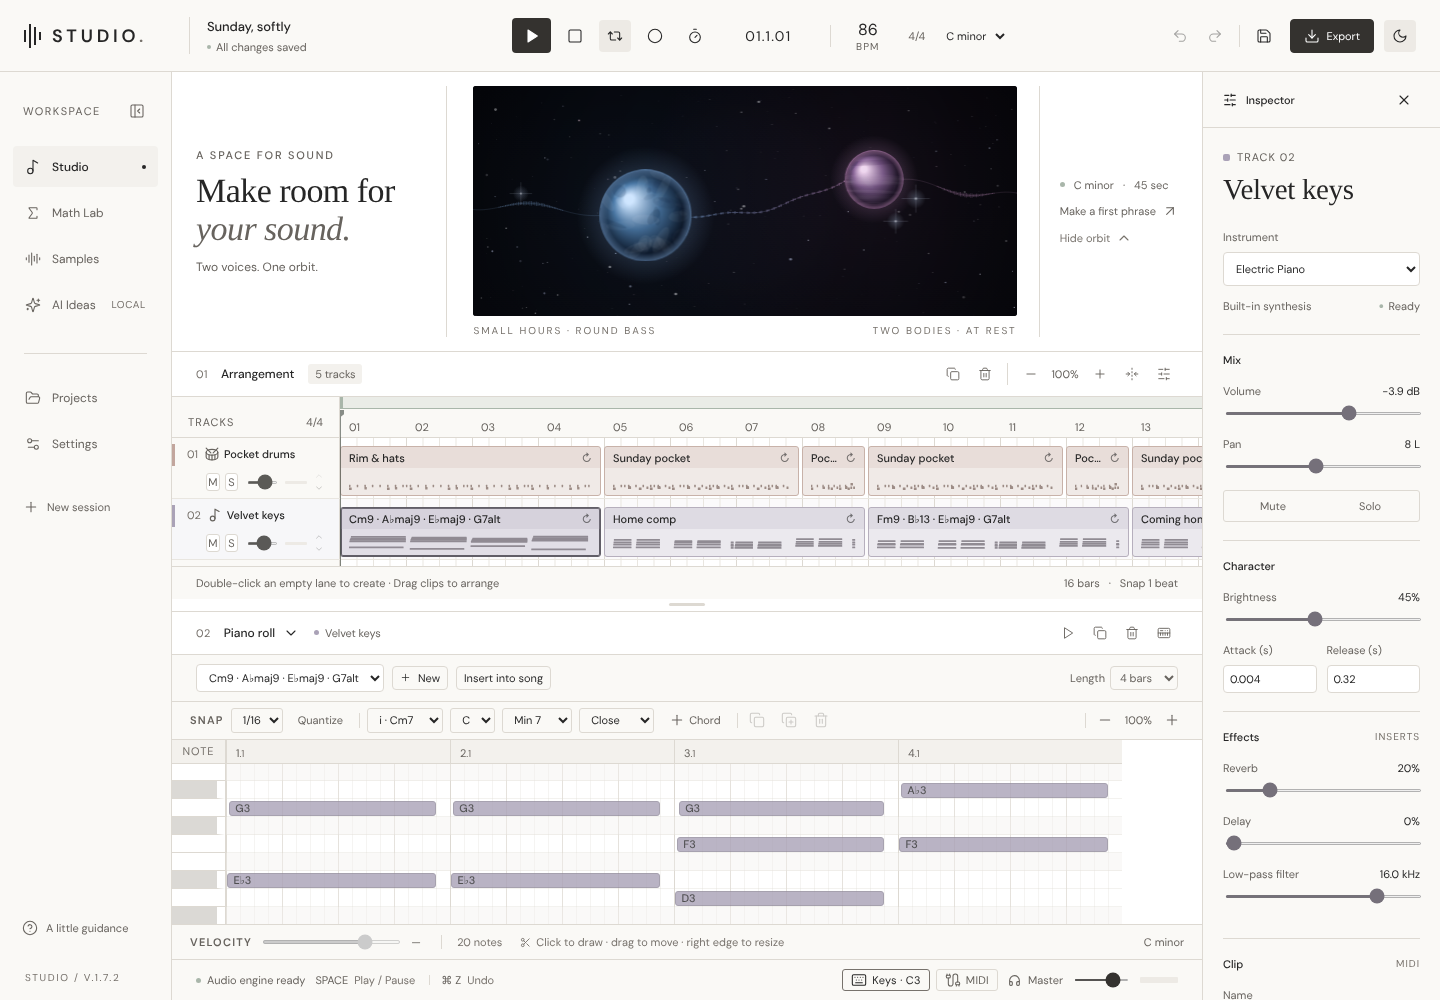 STUDIO.
Sunday, softly
All changes saved
01.1.01
86
BPM
4/4
C minor
Export
WORKSPACE
Studio
Math Lab
Samples
AI Ideas LOCAL
Projects
Settings
New session
A little guidance
STUDIO / V.1.7.2
A SPACE FOR SOUND
Make room for
your sound.
Two voices. One orbit.
SMALL HOURS · ROUND BASS
TWO BODIES · AT REST
C minor · 45 sec
Make a first phrase
Hide orbit
01 Arrangement 5 tracks
100%
TRACKS 4/4
01 02 03 04 05 06 07 08 09 10 11 12 13
01 Pocket drums
M S
Rim & hats
Sunday pocket
Poc...
Sunday pocket
Poc...
Sunday poc
02 Velvet keys
M S
Cm9 · A♭maj9 · E♭maj9 · G7alt
Home comp
Fm9 · B♭13 · E♭maj9 · G7alt
Coming hom
Double-click an empty lane to create · Drag clips to arrange
16 bars · Snap 1 beat
02 Piano roll
Velvet keys
Cm9 · A♭maj9 · E♭maj9 · G7alt
New
Insert into song
Length 4 bars
SNAP 1/16 Quantize i · Cm7 C Min 7 Close Chord
100%
NOTE 1.1 2.1 3.1 4.1
A♭3
G3 G3 G3
F3 F3
E♭3 E♭3
D3
VELOCITY
20 notes
Click to draw · drag to move · right edge to resize
C minor
Audio engine ready
SPACE Play / Pause
⌘ Z Undo
Keys · C3
MIDI
Master
Inspector
TRACK 02
Velvet keys
Instrument
Electric Piano
Built-in synthesis Ready
Mix
Volume −3.9 dB
Pan 8 L
Mute Solo
Character
Brightness 45%
Attack (s) Release (s)
0.004 0.32
Effects INSERTS
Reverb 20%
Delay 0%
Low-pass filter 16.0 kHz
Clip MIDI
Name